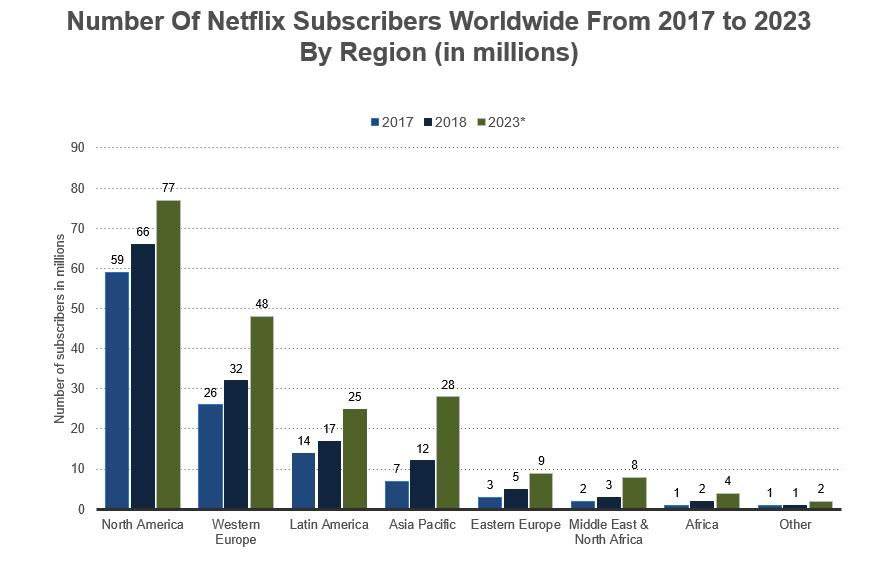 Number Of Netflix Subscribers Worldwide From 2017 to 2023
By Region (in millions)
2017 2018 2023*
Number of subscribers in millions
90
80
70
60
50
40
30
20
10
0
59 66 77
26 32 48
14 17 25
7 12 28
3 5 9
2 3 8
1 2 4
1 1 2
North America
Western
Europe
Latin America
Asia Pacific
Eastern Europe
Middle East &
North Africa
Africa
Other